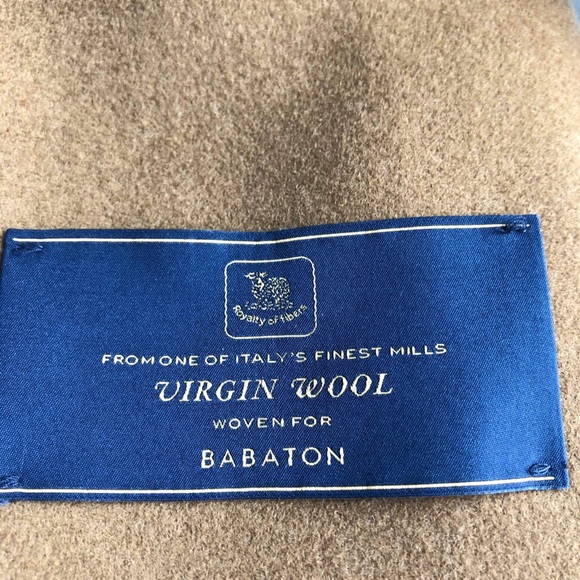 Royalty of fibers
FROM ONE OF ITALY'S FINEST MILLS
VIRGIN WOOL
WOVEN FOR
BABATON